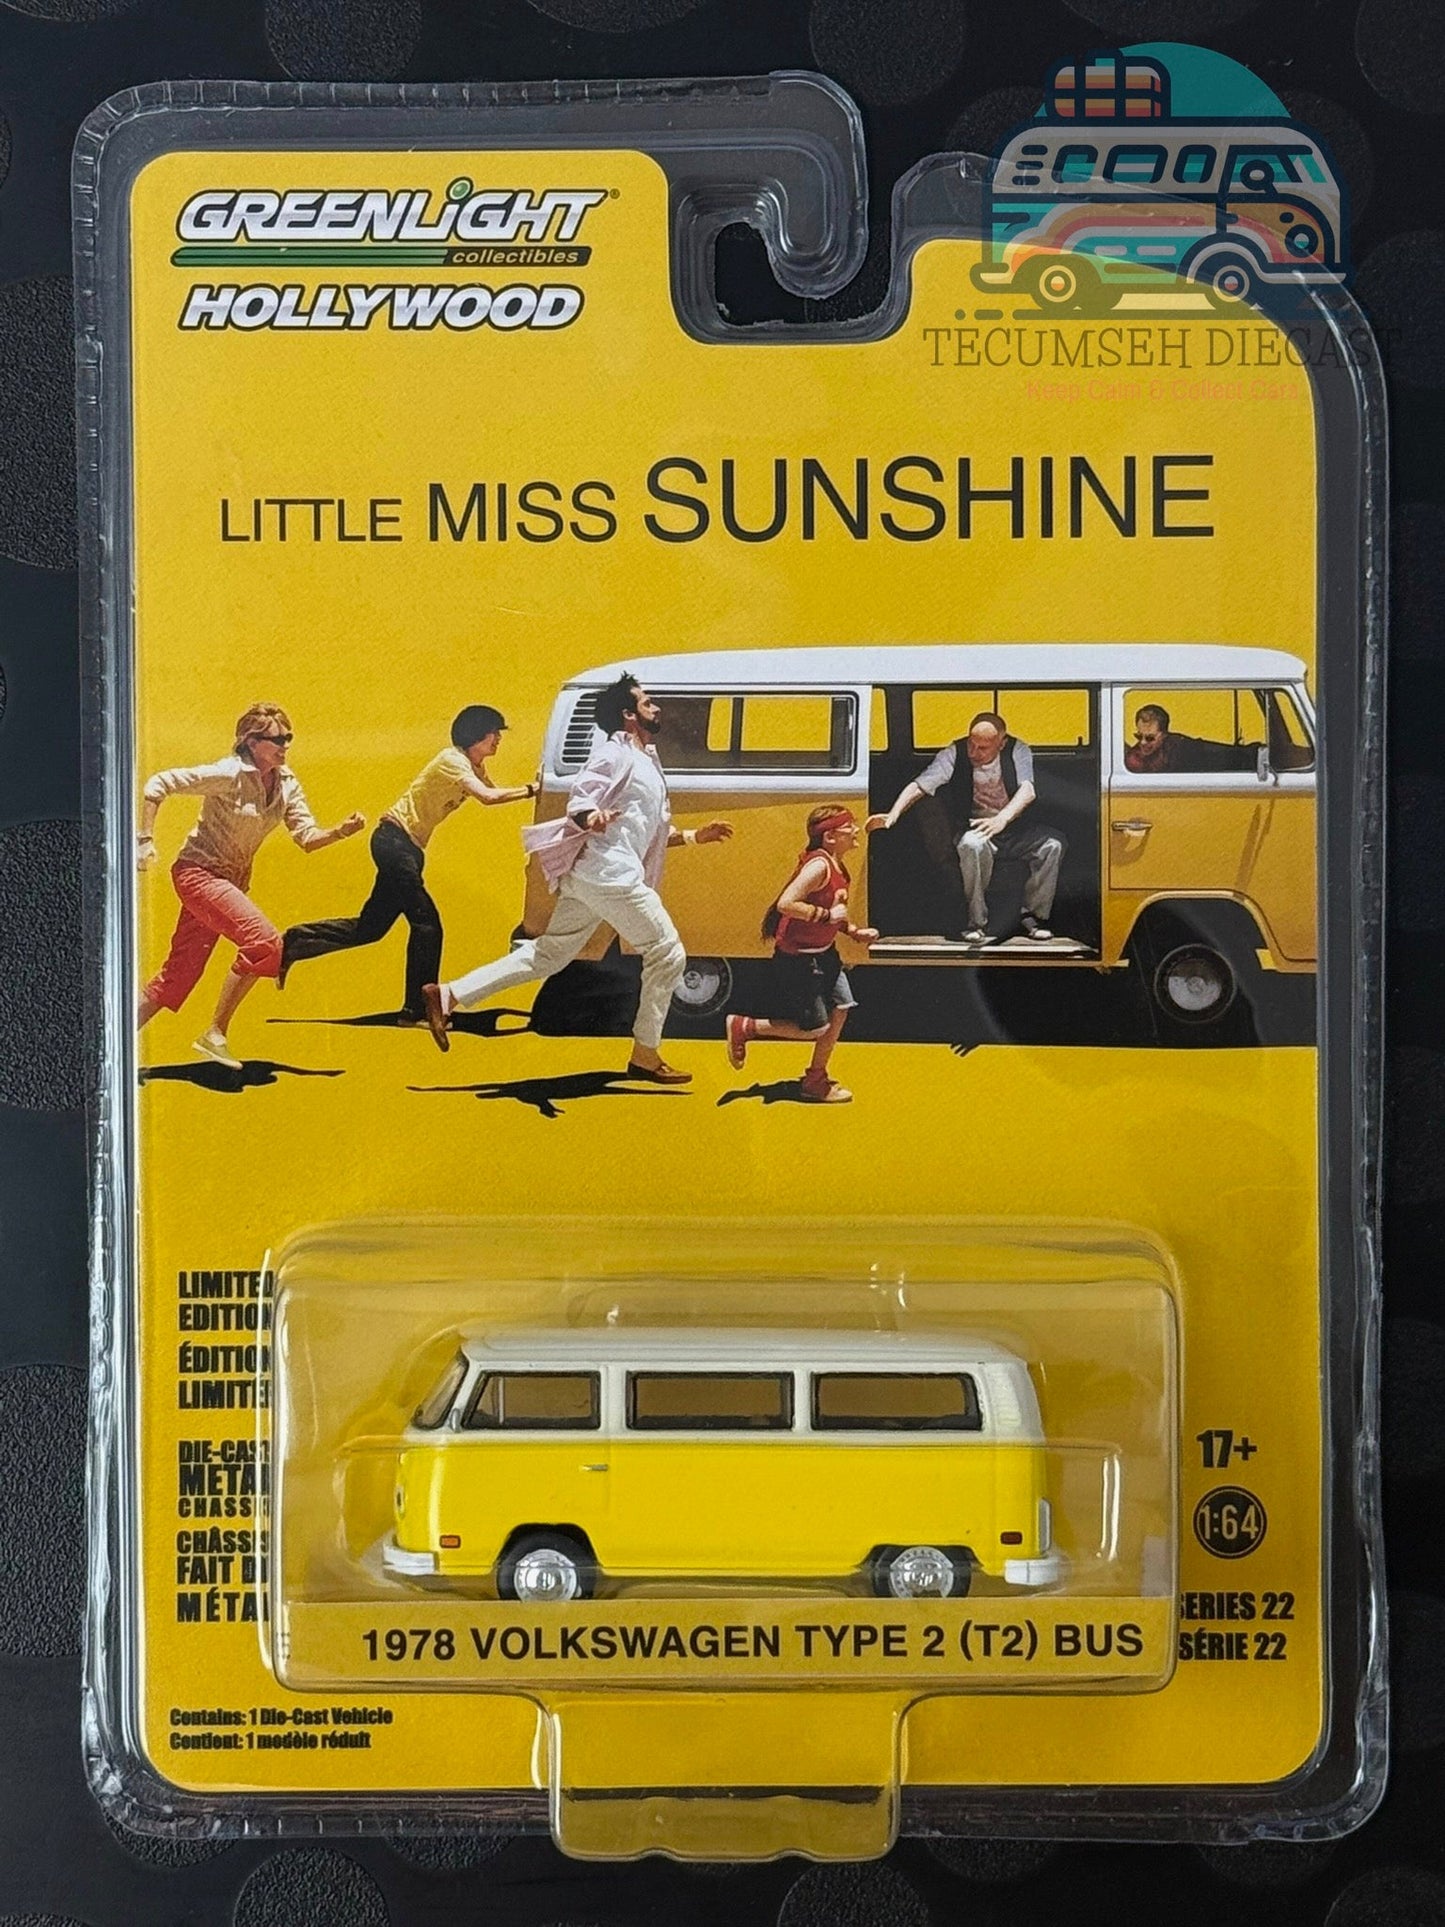 GREENLiGHT®
collectibles
HOLLYWOOD
TECUMSEH DIECAST
Keep Calm & Collect Cars
LITTLE MISS SUNSHINE
LIMITED
EDITION
ÉDITION
LIMITÉE
DIE-CAST
METAL
CHASSIS
CHÂSSIS
FAIT DE
MÉTAL
17+
1:64
SERIES 22
SÉRIE 22
1978 VOLKSWAGEN TYPE 2 (T2) BUS
Contains: 1 Die-Cast Vehicle
Contient: 1 modèle réduit